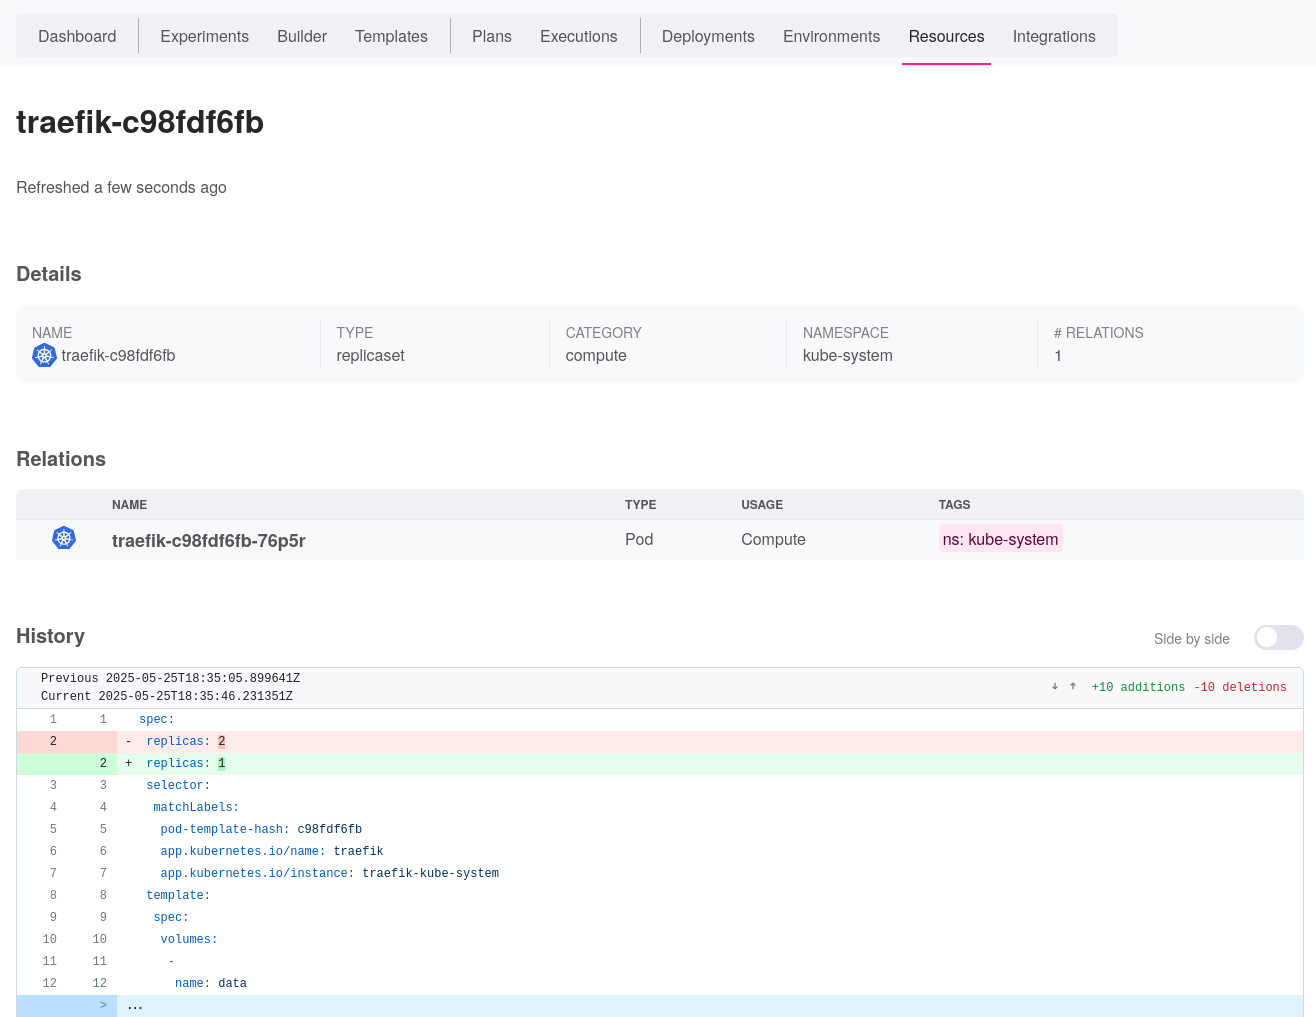 Dashboard Experiments Builder Templates Plans Executions Deployments Environments Resources Integrations
traefik-c98fdf6fb
Refreshed a few seconds ago
Details
NAME TYPE CATEGORY NAMESPACE # RELATIONS
traefik-c98fdf6fb replicaset compute kube-system 1
Relations
NAME TYPE USAGE TAGS
traefik-c98fdf6fb-76p5r Pod Compute ns: kube-system
History Side by side
Previous 2025-05-25T18:35:05.899641Z
Current 2025-05-25T18:35:46.231351Z
↓ ↑ +10 additions -10 deletions
1 1 spec:
2 - replicas: 2
2 + replicas: 1
3 3 selector:
4 4 matchLabels:
5 5 pod-template-hash: c98fdf6fb
6 6 app.kubernetes.io/name: traefik
7 7 app.kubernetes.io/instance: traefik-kube-system
8 8 template:
9 9 spec:
10 10 volumes:
11 11 -
12 12 name: data
> ...